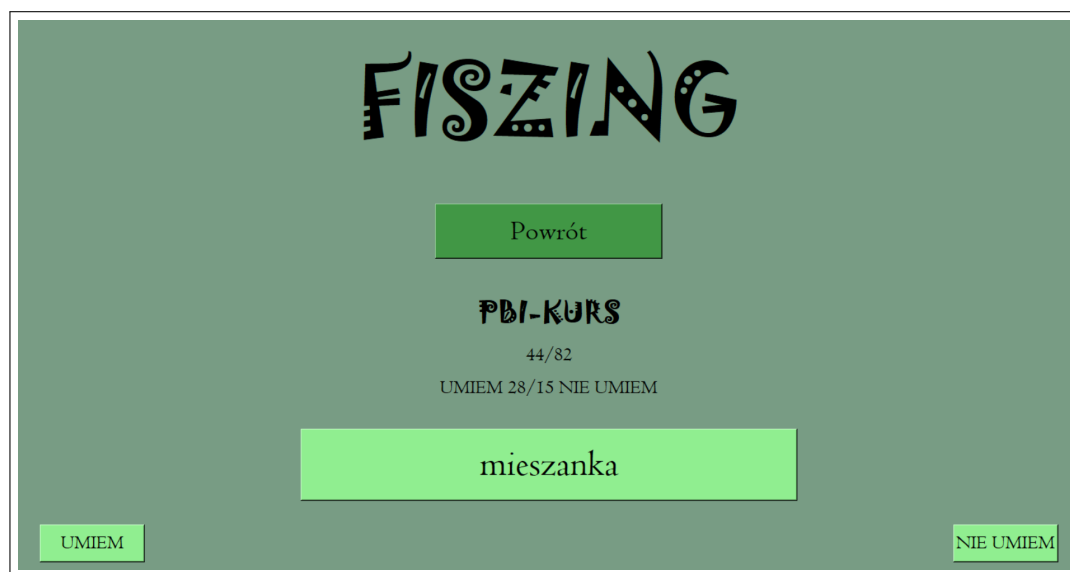 FISZING
Powrót
PBI-KURS
44/82
UMIEM 28/15 NIE UMIEM
mieszanka
UMIEM
NIE UMIEM